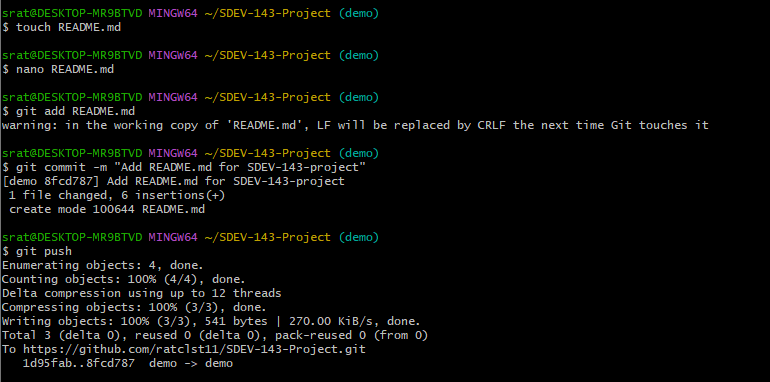 srat@DESKTOP-MR9BTVD MINGW64 ~/SDEV-143-Project (demo)
$ touch README.md
srat@DESKTOP-MR9BTVD MINGW64 ~/SDEV-143-Project (demo)
$ nano README.md
srat@DESKTOP-MR9BTVD MINGW64 ~/SDEV-143-Project (demo)
$ git add README.md
warning: in the working copy of 'README.md', LF will be replaced by CRLF the next time Git touches it
srat@DESKTOP-MR9BTVD MINGW64 ~/SDEV-143-Project (demo)
$ git commit -m "Add README.md for SDEV-143-project"
[demo 8fcd787] Add README.md for SDEV-143-project
 1 file changed, 6 insertions(+)
 create mode 100644 README.md
srat@DESKTOP-MR9BTVD MINGW64 ~/SDEV-143-Project (demo)
$ git push
Enumerating objects: 4, done.
Counting objects: 100% (4/4), done.
Delta compression using up to 12 threads
Compressing objects: 100% (3/3), done.
Writing objects: 100% (3/3), 541 bytes | 270.00 KiB/s, done.
Total 3 (delta 0), reused 0 (delta 0), pack-reused 0 (from 0)
To https://github.com/ratclst11/SDEV-143-Project.git
   1d95fab..8fcd787  demo -> demo